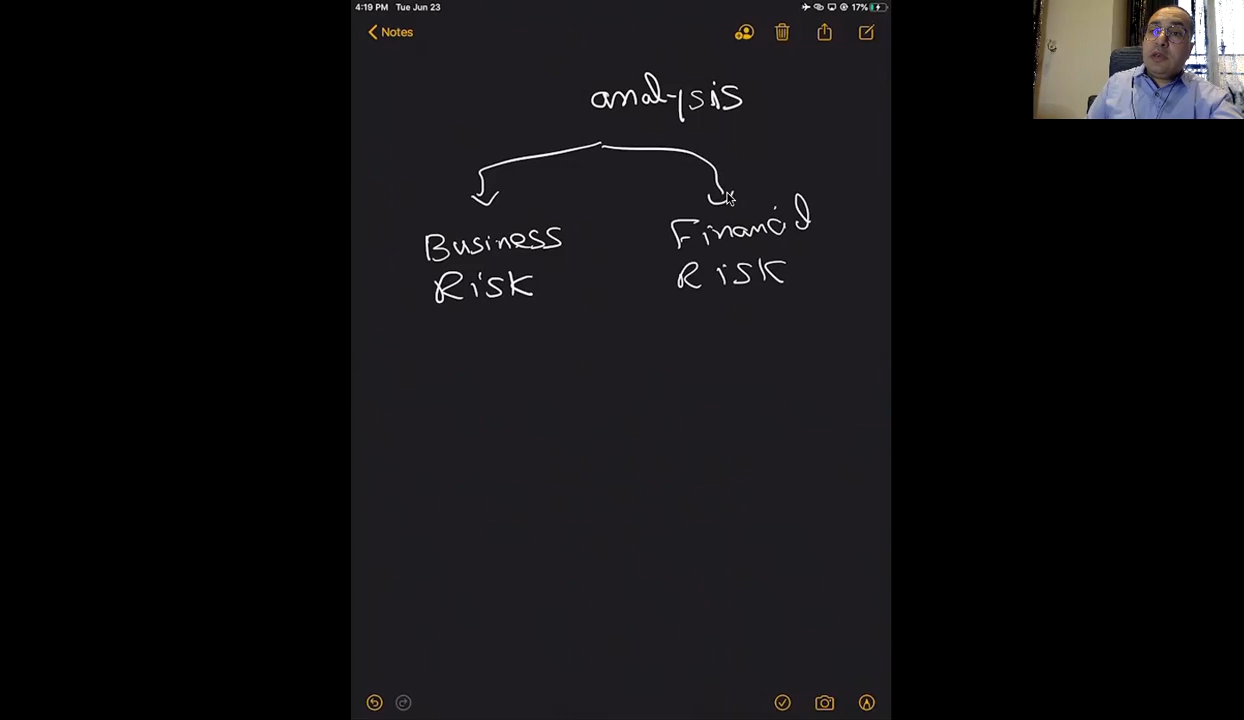 4:19 PM Tue Jun 23
17%
Notes
analysis
Business
Risk
Financial
Risk